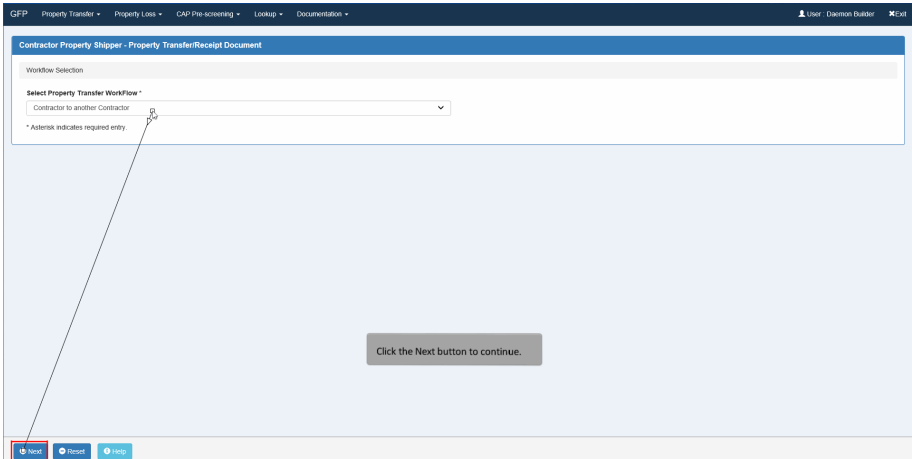 GFP Property Transfer Property Loss CAP Pre-screening Lookup Documentation User : Daemon Builder Exit
Contractor Property Shipper - Property Transfer/Receipt Document
Workflow Selection
Select Property Transfer WorkFlow *
Contractor to another Contractor
* Asterisk indicates required entry.
Click the Next button to continue.
Next Reset Help